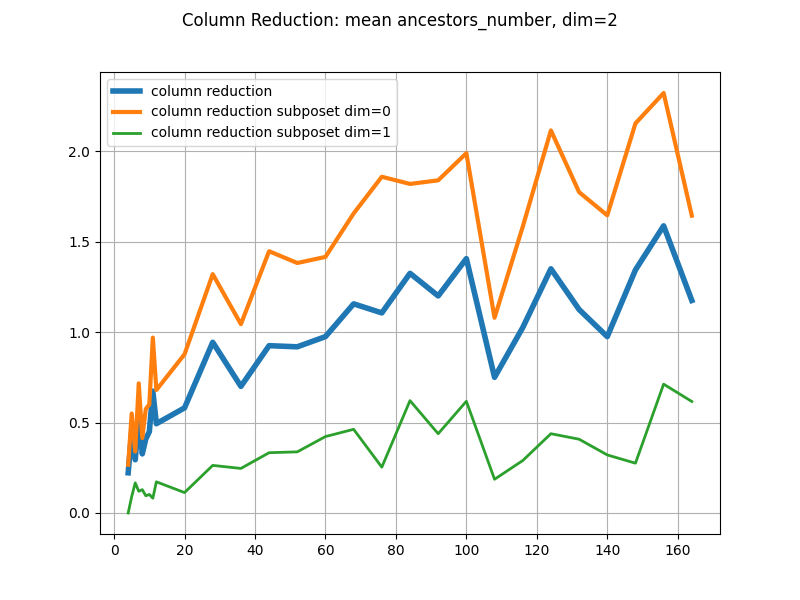 Column Reduction: mean ancestors_number, dim=2
column reduction
column reduction subposet dim=0
column reduction subposet dim=1
2.0
1.5
1.0
0.5
0.0
0 20 40 60 80 100 120 140 160